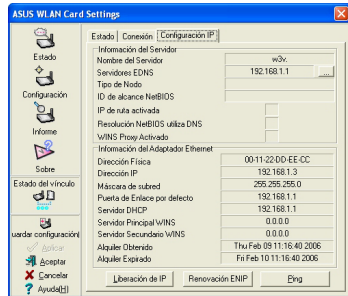 ASUS WLAN Card Settings
Estado
Configuración
Informe
Sobre
Estado del vínculo
uardar configuración
Aplicar
Aceptar
Cancelar
Ayuda(H)
Estado Conexión Configuración IP
Información del Servidor
Nombre del Servidor w3v.
Servidores EDNS 192.168.1.1 ...
Tipo de Nodo
ID de alcance NetBIOS
IP de ruta activada
Resolución NetBIOS utiliza DNS
WINS Proxy Activado
Información del Adaptador Ethernet
Dirección Física 00-11-22-DD-EE-CC
Dirección IP 192.168.1.3
Máscara de subred 255.255.255.0
Puerta de Enlace por defecto 192.168.1.1
Servidor DHCP 192.168.1.1
Servidor Principal WINS 0.0.0.0
Servidor Secundario WINS 0.0.0.0
Alquiler Obtenido Thu Feb 09 11:16:40 2006
Alquiler Expirado Fri Feb 10 11:16:40 2006
Liberación de IP Renovación ENIP Ping